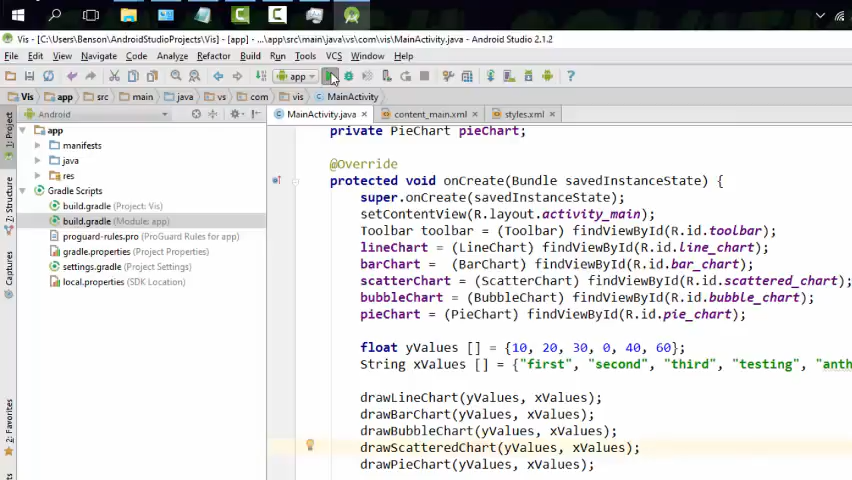 Vis - [C:\Users\Benson\AndroidStudioProjects\Vis] - [app] - ...\app\src\main\java\vs\com\vis\MainActivity.java - Android Studio 2.1.2
File Edit View Navigate Code Analyze Refactor Build Run Tools VCS Window Help
app
Vis app src main java vs com vis MainActivity
Android
MainActivity.java content_main.xml styles.xml
1: Project
7: Structure
Captures
2: Favorites
app
manifests
java
res
Gradle Scripts
build.gradle (Project: Vis)
build.gradle (Module: app)
proguard-rules.pro (ProGuard Rules for app)
gradle.properties (Project Properties)
settings.gradle (Project Settings)
local.properties (SDK Location)
private PieChart pieChart;
@Override
protected void onCreate(Bundle savedInstanceState) {
super.onCreate(savedInstanceState);
setContentView(R.layout.activity_main);
Toolbar toolbar = (Toolbar) findViewById(R.id.toolbar);
lineChart = (LineChart) findViewById(R.id.line_chart);
barChart = (BarChart) findViewById(R.id.bar_chart);
scatterChart = (ScatterChart) findViewById(R.id.scattered_chart);
bubbleChart = (BubbleChart) findViewById(R.id.bubble_chart);
pieChart = (PieChart) findViewById(R.id.pie_chart);
float yValues [] = {10, 20, 30, 0, 40, 60};
String xValues [] = {"first", "second", "third", "testing", "anth
drawLineChart(yValues, xValues);
drawBarChart(yValues, xValues);
drawBubbleChart(yValues, xValues);
drawScatteredChart(yValues, xValues);
drawPieChart(yValues, xValues);